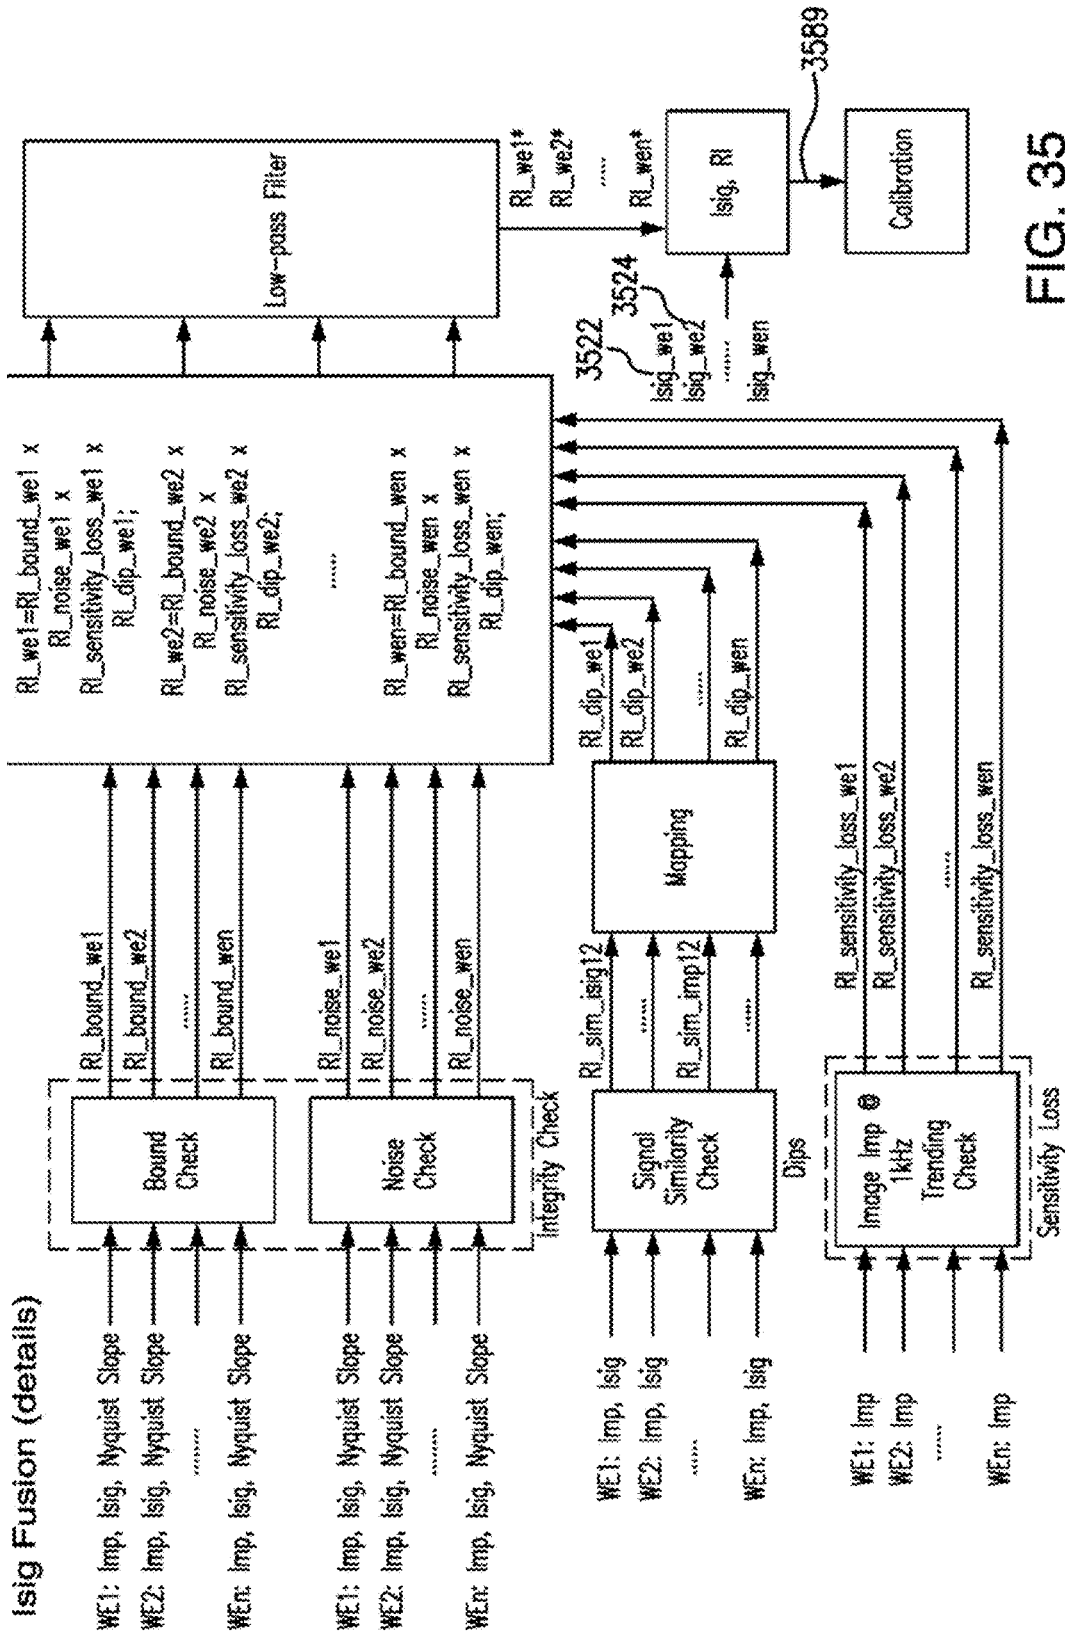 Isig Fusion (details)
WE1: Imp, Isig, Nyquist Slope
WE2: Imp, Isig, Nyquist Slope
.......
WEn: Imp, Isig, Nyquist Slope
WE1: Imp, Isig, Nyquist Slope
WE2: Imp, Isig, Nyquist Slope
.......
WEn: Imp, Isig, Nyquist Slope
WE1: Imp, Isig
WE2: Imp, Isig
......
WEn: Imp, Isig
WE1: Imp
WE2: Imp
......
WEn: Imp
Bound
Check
Noise
Check
Integrity Check
Signal
Similarity
Check
Dips
Image Imp @
1kHz
Trending
Check
Sensitivity Loss
RI_bound_we1
RI_bound_we2
......
RI_bound_wen
RI_noise_we1
RI_noise_we2
......
RI_noise_wen
RI_sim_isig12
......
RI_sim_imp12
......
Mapping
RI_dip_we1
RI_dip_we2
......
RI_dip_wen
RI_sensitivity_loss_we1
RI_sensitivity_loss_we2
......
RI_sensitivity_loss_wen
RI_we1=RI_bound_we1 x
RI_noise_we1 x
RI_sensitivity_loss_we1 x
RI_dip_we1;
RI_we2=RI_bound_we2 x
RI_noise_we2 x
RI_sensitivity_loss_we2 x
RI_dip_we2;
......
RI_wen=RI_bound_wen x
RI_noise_wen x
RI_sensitivity_loss_wen x
RI_dip_wen;
Low-pass Filter
RI_we1*
RI_we2*
.....
RI_wen*
3522
3524
Isig_we1
Isig_we2
.......
Isig_wen
Isig, RI
3589
Calibration
FIG. 35